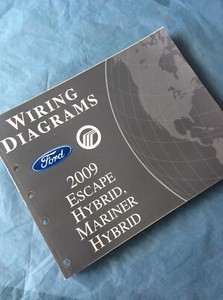 WIRING
DIAGRAMS
Ford
2009
ESCAPE
HYBRID,
MARINER
HYBRID